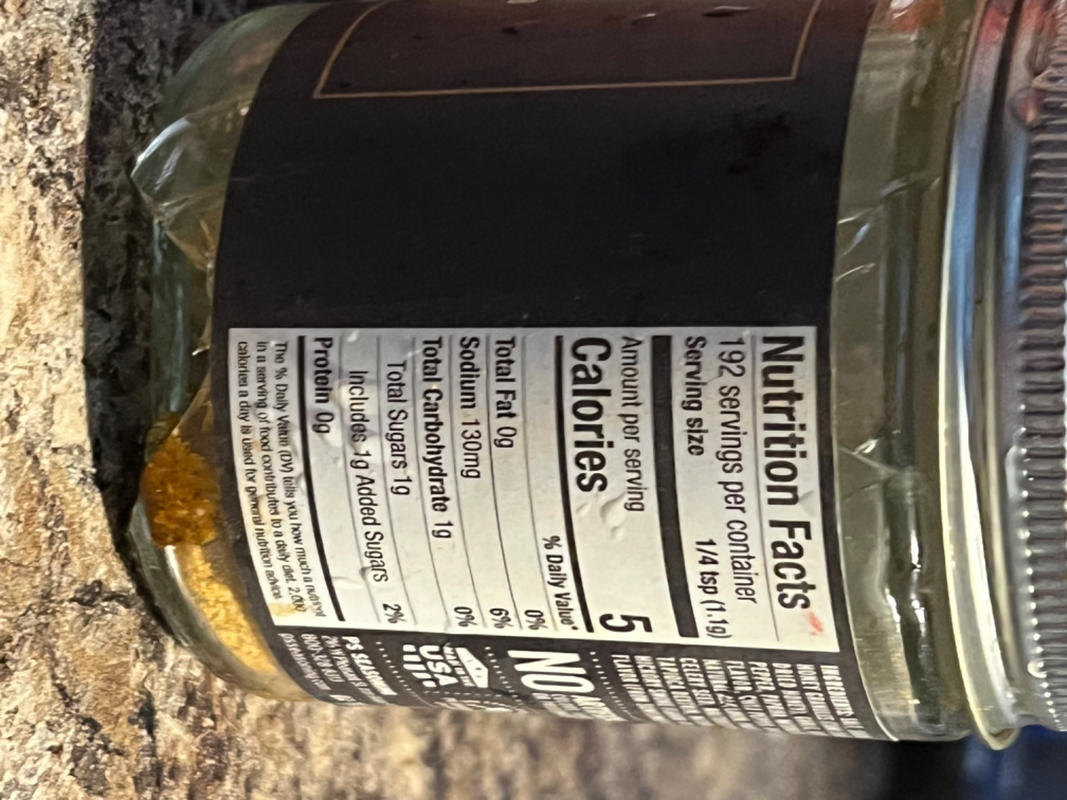 Nutrition Facts
192 servings per container
Serving size 1/4 tsp (1.1g)
Amount per serving
Calories 5
% Daily Value*
Total Fat 0g 0%
Sodium 130mg 6%
Total Carbohydrate 1g 0%
Total Sugars 1g
Includes 1g Added Sugars 2%
Protein 0g
The % Daily Value (DV) tells you how much a nutrient
in a serving of food contributes to a daily diet. 2,000
calories a day is used for general nutrition advice.
INGREDIENTS
NO
USA
PS SEASONING